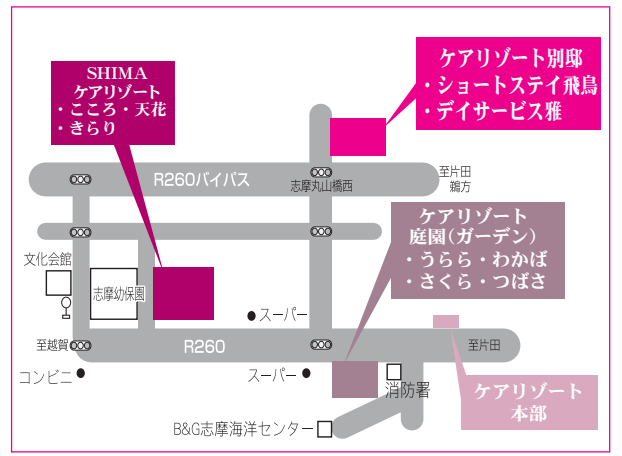 SHIMA
ケアリゾート
・こころ・天花
・きらり
ケアリゾート別邸
・ショートステイ飛鳥
・デイサービス雅
R260バイパス
志摩丸山橋西
至片田
鵜方
ケアリゾート
庭園(ガーデン)
・うらら・わかば
・さくら・つばさ
文化会館
志摩幼保園
●スーパー
至越賀
R260
至片田
コンビニ●
スーパー●
消防署
ケアリゾート
本部
B&G志摩海洋センター